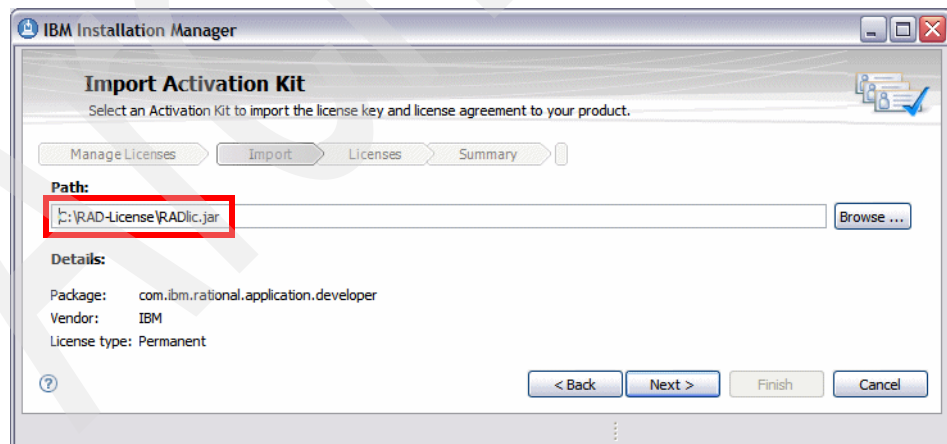 IBM Installation Manager
Import Activation Kit
Select an Activation Kit to import the license key and license agreement to your product.
Manage Licenses Import Licenses Summary
Path:
C:\RAD-License\RADlic.jar Browse ...
Details:
Package: com.ibm.rational.application.developer
Vendor: IBM
License type: Permanent
? < Back Next > Finish Cancel